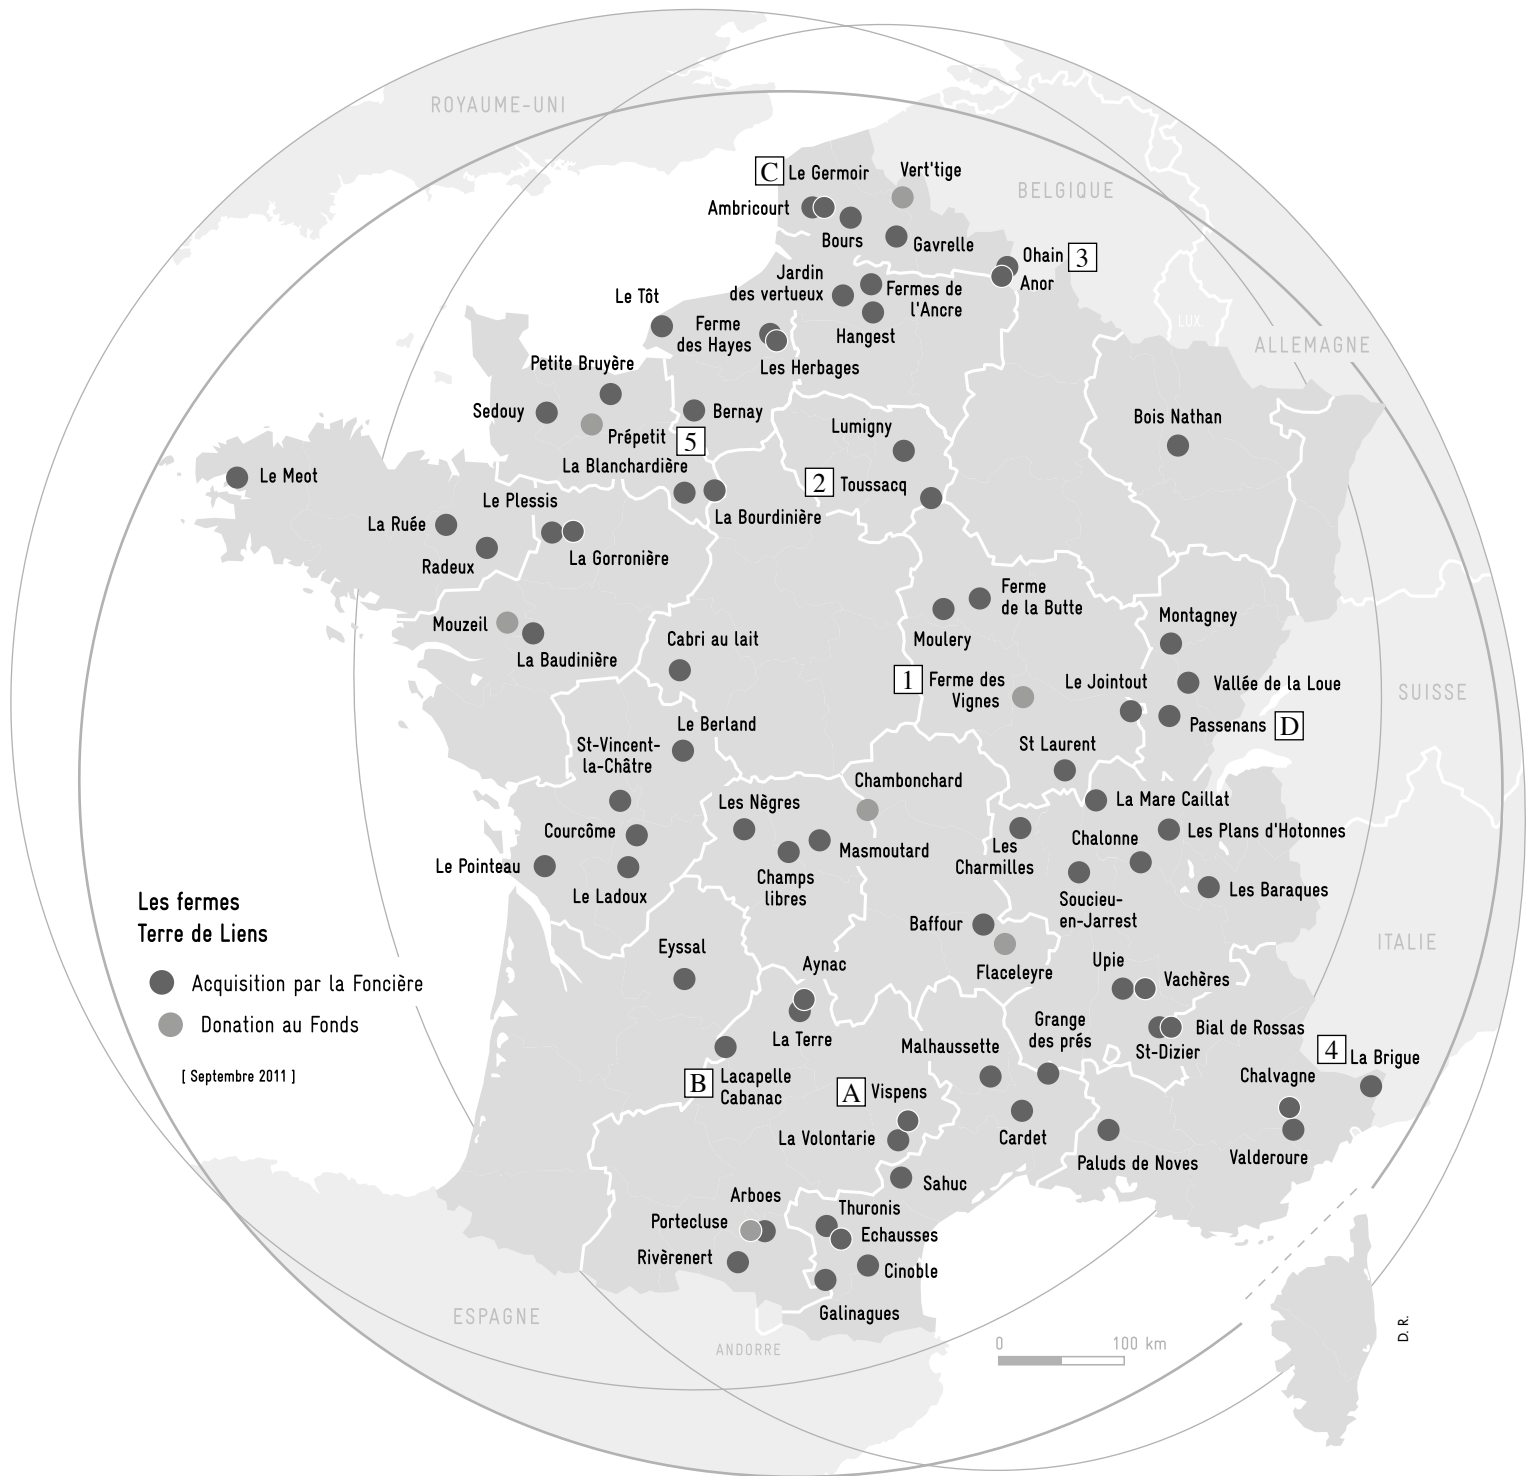 ROYAUME-UNI
C Le Germoir
Vert'tige
BELGIQUE
Ambricourt
Bours
Gavrelle
Ohain 3
Anor
Jardin
des vertueux
Fermes de
l'Ancre
Le Tôt
Ferme
des Hayes
Hangest
LUX
ALLEMAGNE
Les Herbages
Petite Bruyère
Sedouy
Bernay
Prépetit 5
Lumigny
Bois Nathan
La Blanchardière
Le Meot
2 Toussacq
Le Plessis
La Bourdinière
La Ruée
Radeux
La Gorronière
Ferme
de la Butte
Montagney
Mouzeil
La Baudinière
Cabri au lait
Moulery
1 Ferme des
Vignes
Le Jointout
Vallée de la Loue
SUISSE
Passenans D
Le Berland
St-Vincent-
la-Châtre
St Laurent
Chambonchard
Les Nègres
La Mare Caillat
Courcôme
Chalonne
Les Plans d'Hotonnes
Masmoutard
Les
Charmilles
Le Pointeau
Champs
libres
Le Ladoux
Les Baraques
Soucieu-
en-Jarrest
Les fermes
Terre de Liens
Baffour
ITALIE
Eyssal
Aynac
Flaceleyre
Upie
Vachères
Acquisition par la Foncière
Donation au Fonds
[ Septembre 2011 ]
La Terre
Grange
des prés
Bial de Rossas
St-Dizier
Malhaussette
4 La Brigue
Chalvagne
B Lacapelle
Cabanac
A Vispens
La Volontarie
Cardet
Paluds de Noves
Valderoure
Sahuc
Arboes
Thuronis
Portecluse
Echausses
Rivèrenert
Cinoble
Galinagues
ESPAGNE
ANDORRE
0 100 km
D. R.